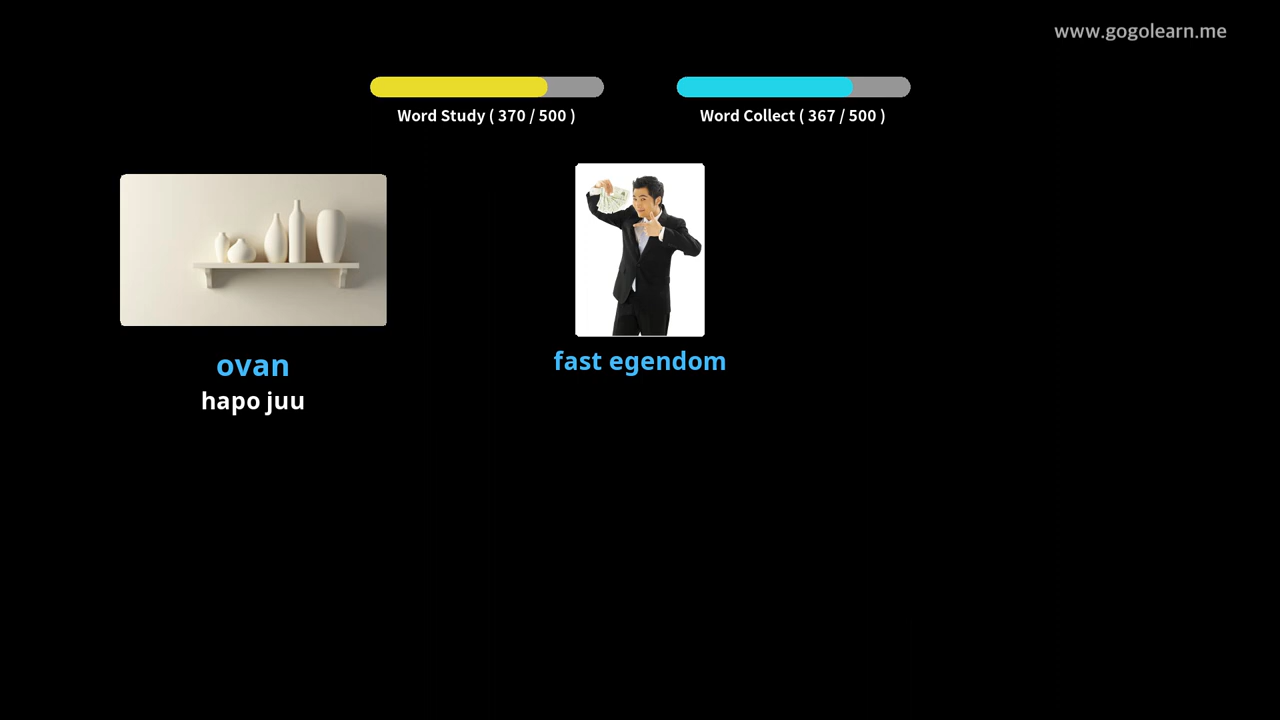 www.gogolearn.me
Word Study ( 370 / 500 )
Word Collect ( 367 / 500 )
ovan
hapo juu
fast egendom